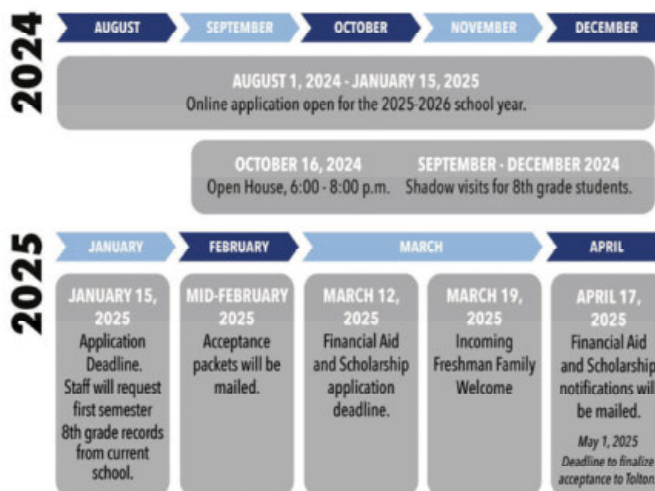 2024
AUGUST
SEPTEMBER
OCTOBER
NOVEMBER
DECEMBER
AUGUST 1, 2024 - JANUARY 15, 2025
Online application open for the 2025-2026 school year.
OCTOBER 16, 2024
Open House, 6:00 - 8:00 p.m.
SEPTEMBER - DECEMBER 2024
Shadow visits for 8th grade students.
2025
JANUARY
FEBRUARY
MARCH
APRIL
JANUARY 15,
2025
Application
Deadline.
Staff will request
first semester
8th grade records
from current
school.
MID-FEBRUARY
2025
Acceptance
packets will be
mailed.
MARCH 12,
2025
Financial Aid
and Scholarship
application
deadline.
MARCH 19,
2025
Incoming
Freshman Family
Welcome
APRIL 17,
2025
Financial Aid
and Scholarship
notifications will
be mailed.
May 1, 2025
Deadline to finalize
acceptance to Tolton.